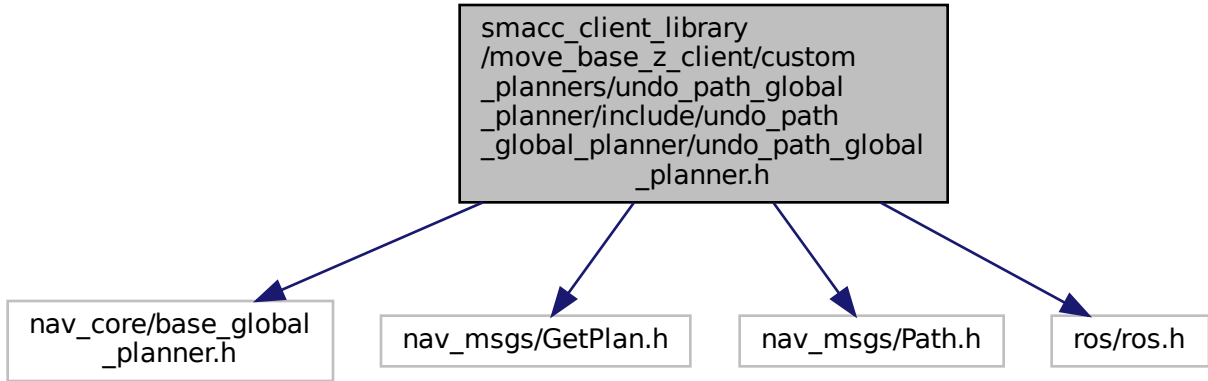 smacc_client_library
/move_base_z_client/custom
_planners/undo_path_global
_planner/include/undo_path
_global_planner/undo_path_global
_planner.h
nav_core/base_global
_planner.h
nav_msgs/GetPlan.h
nav_msgs/Path.h
ros/ros.h